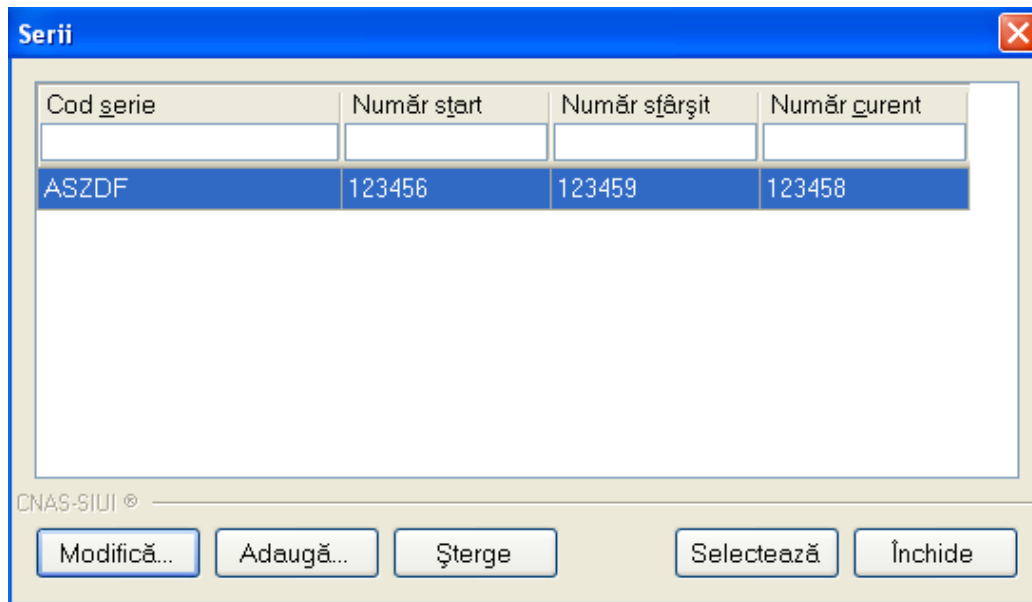 Serii
Cod serie Număr start Număr sfârşit Număr curent
ASZDF 123456 123459 123458
CNAS-SIUI ®
Modifică... Adaugă... Şterge Selectează Închide